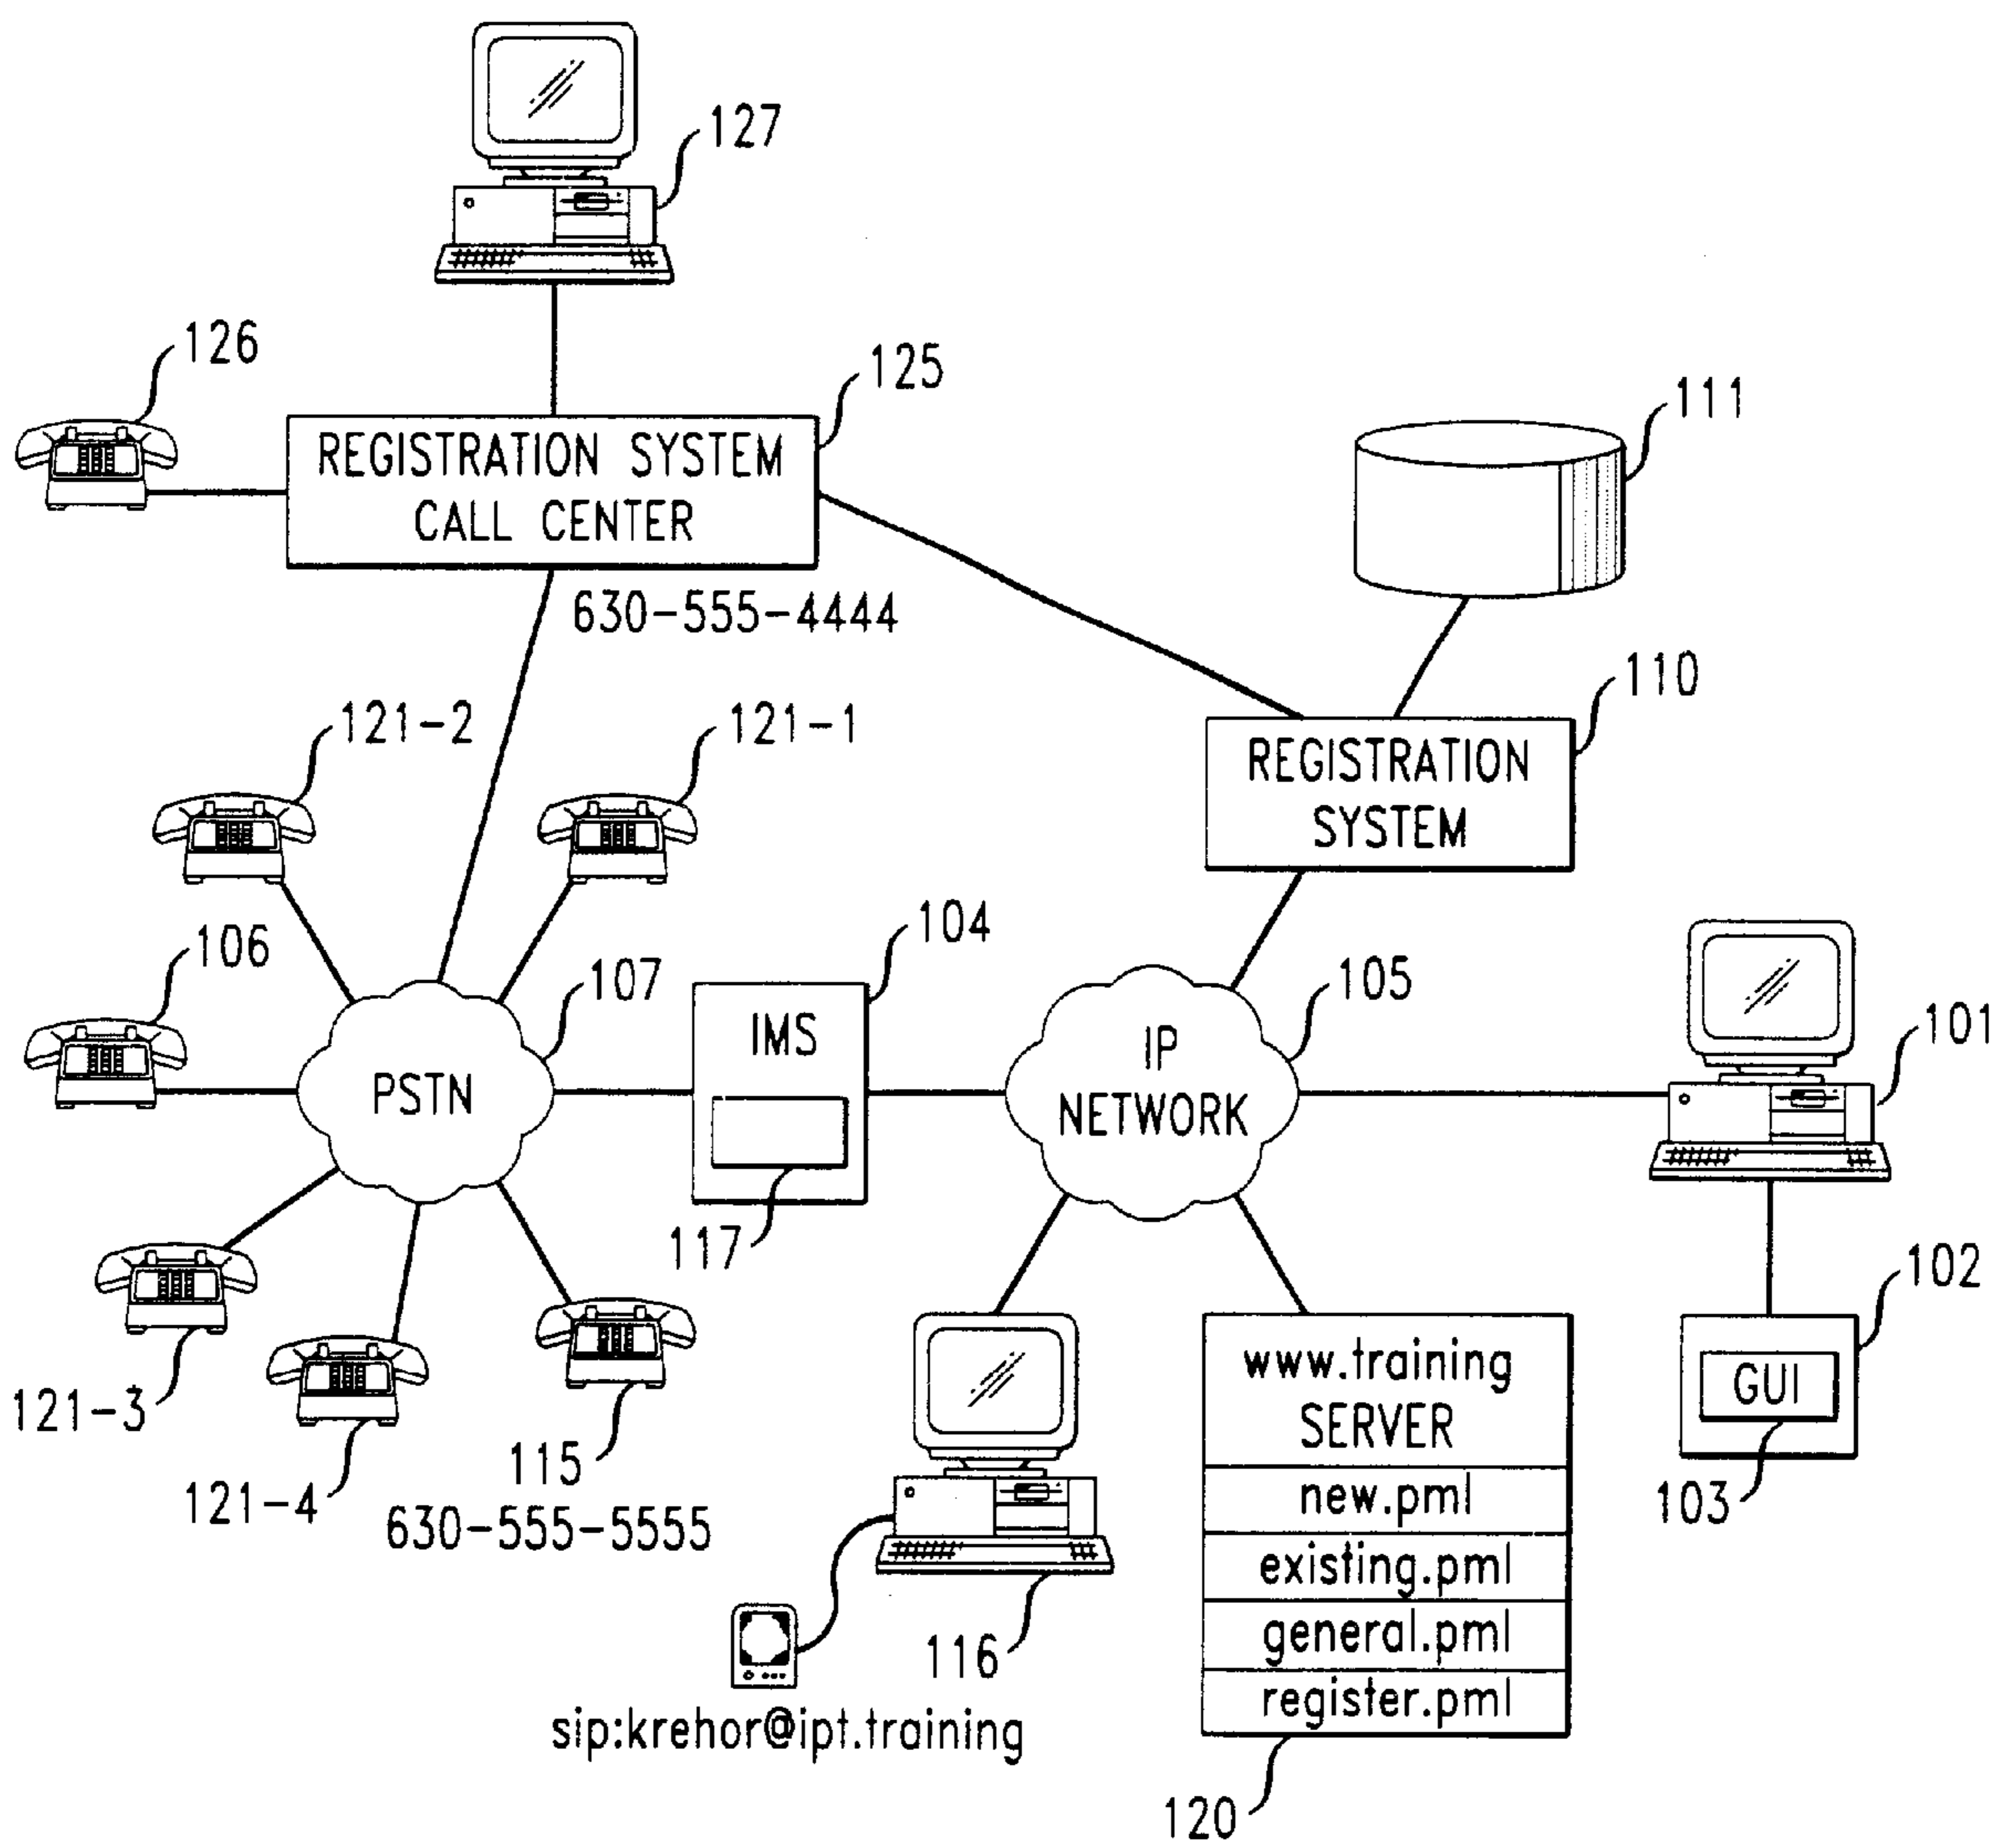 127
126
125
REGISTRATION SYSTEM
CALL CENTER
111
630-555-4444
110
121-2
121-1
REGISTRATION
SYSTEM
106
107
104
105
IMS
IP
NETWORK
101
PSTN
117
102
www.training
SERVER
GUI
121-3
115
121-4
630-555-5555
new.pml
103
existing.pml
116
general.pml
register.pml
sip:krehor@ipt.training
120